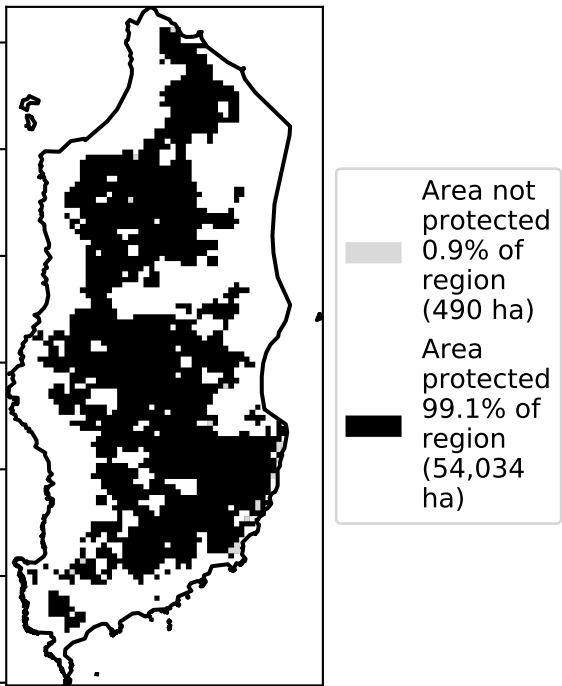 Area not
protected
0.9% of
region
(490 ha)
Area
protected
99.1% of
region
(54,034
ha)